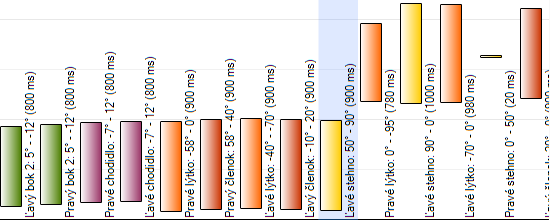 Ľavý bok 2: 5° - -12° (800 ms)
Pravý bok 2: 5° - -12° (800 ms)
Pravé chodidlo: -7° - 12° (800 ms)
Ľavé chodidlo: -7° - 12° (800 ms)
Pravé lýtko: -58° - 0° (900 ms)
Pravý členok: 58° - 40° (900 ms)
Ľavé lýtko: -40° - -70° (900 ms)
Ľavý členok: -10° - 20° (900 ms)
Ľavé stehno: 50° - 90° (900 ms)
Pravé lýtko: 0° - -95° (780 ms)
Ľavé stehno: 90° - 0° (1000 ms)
Ľavé lýtko: -70° - 0° (980 ms)
Pravé stehno: 0° - 50° (20 ms)